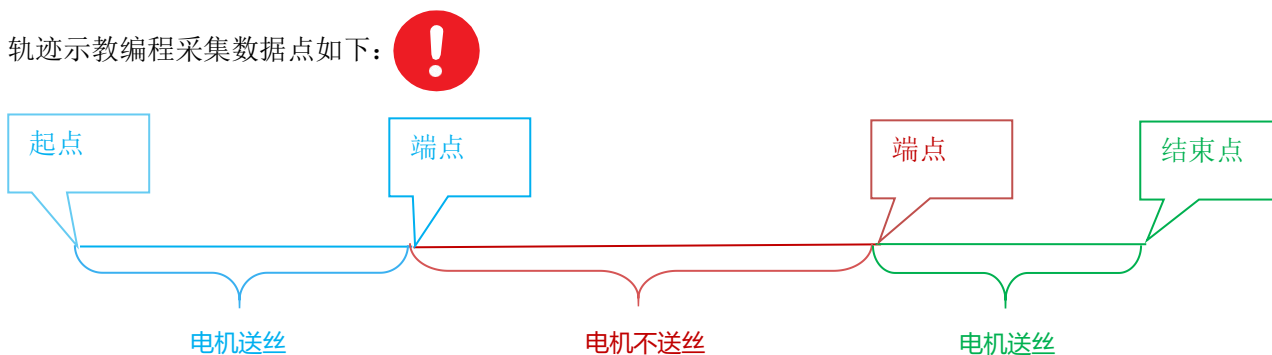 轨迹示教编程采集数据点如下：
起点
端点
端点
结束点
电机送丝
电机不送丝
电机送丝